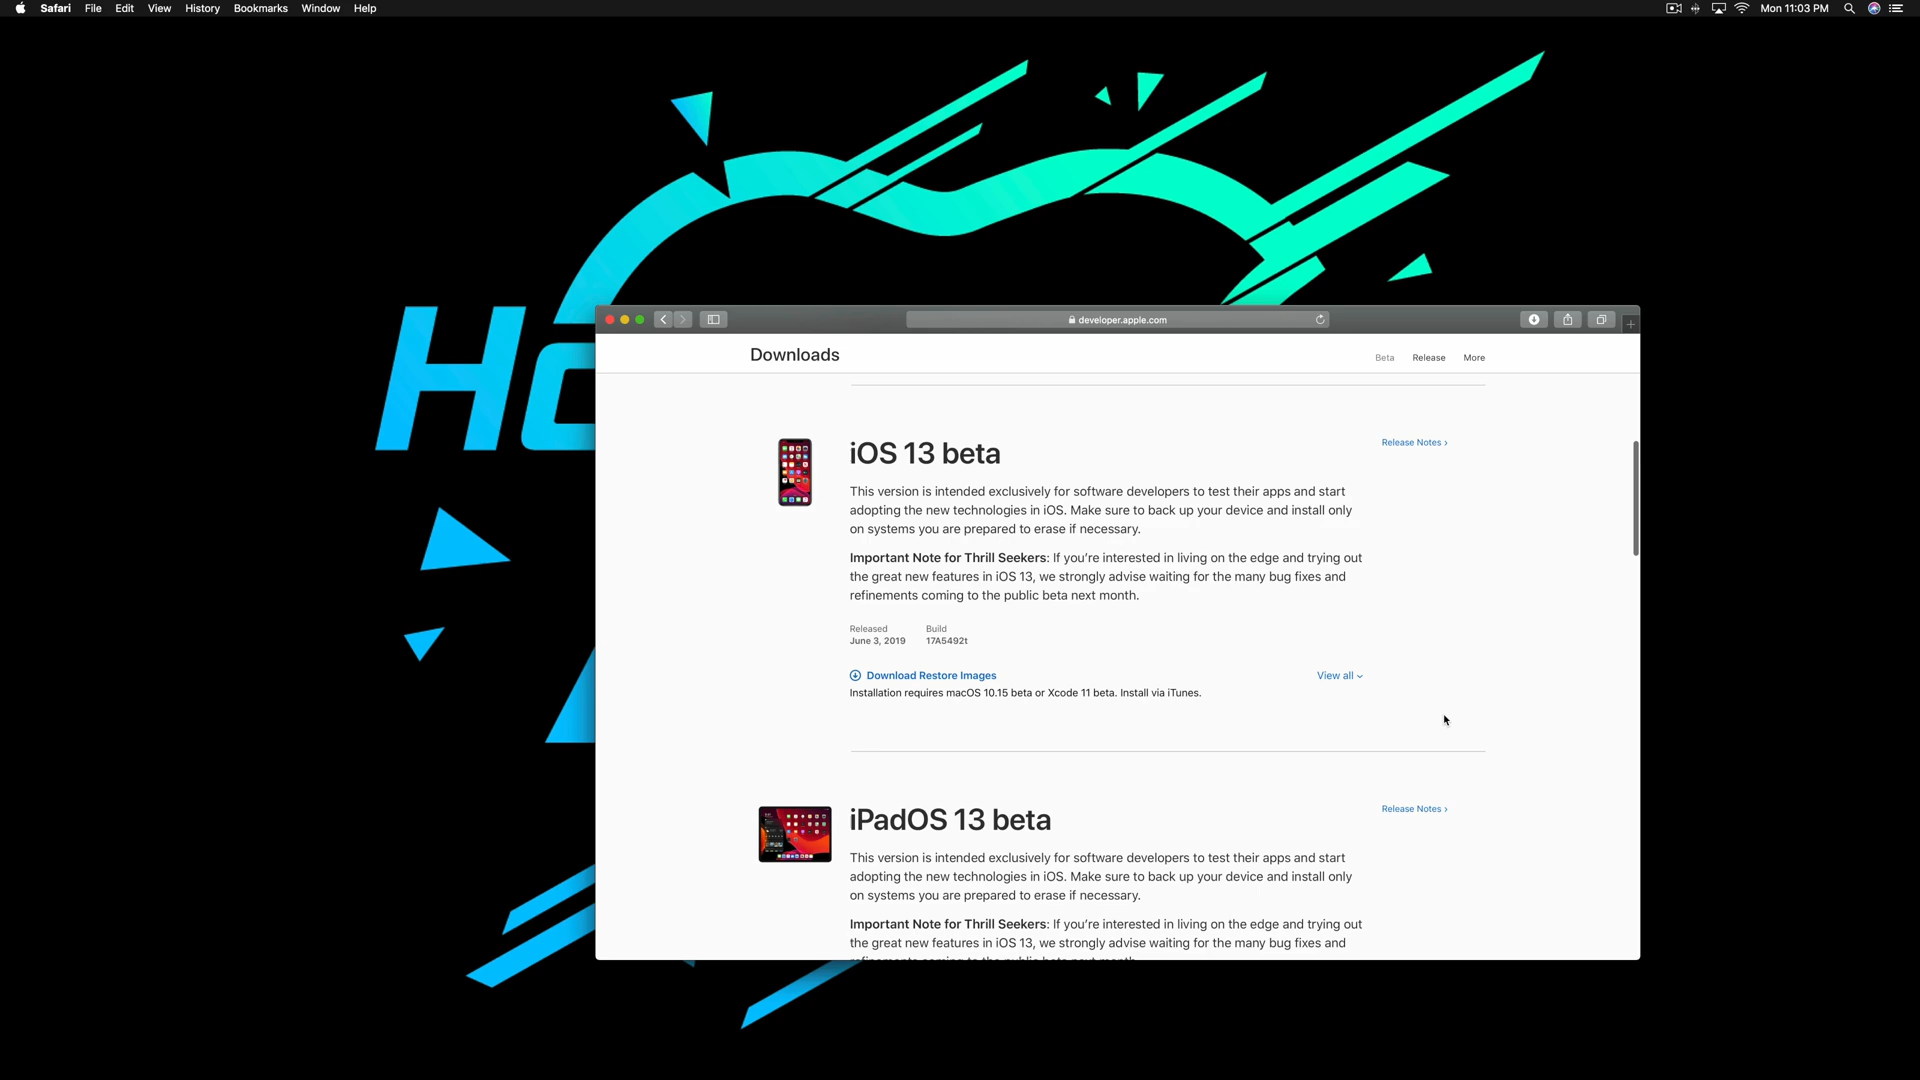 Safari File Edit View History Bookmarks Window Help
Mon 11:03 PM
developer.apple.com
Downloads
Beta Release More
iOS 13 beta
Release Notes ›
This version is intended exclusively for software developers to test their apps and start
adopting the new technologies in iOS. Make sure to back up your device and install only
on systems you are prepared to erase if necessary.
Important Note for Thrill Seekers: If you’re interested in living on the edge and trying out
the great new features in iOS 13, we strongly advise waiting for the many bug fixes and
refinements coming to the public beta next month.
Released Build
June 3, 2019 17A5492t
Download Restore Images
View all
Installation requires macOS 10.15 beta or Xcode 11 beta. Install via iTunes.
iPadOS 13 beta
Release Notes ›
This version is intended exclusively for software developers to test their apps and start
adopting the new technologies in iOS. Make sure to back up your device and install only
on systems you are prepared to erase if necessary.
Important Note for Thrill Seekers: If you’re interested in living on the edge and trying out
the great new features in iOS 13, we strongly advise waiting for the many bug fixes and
refinements coming to the public beta next month.